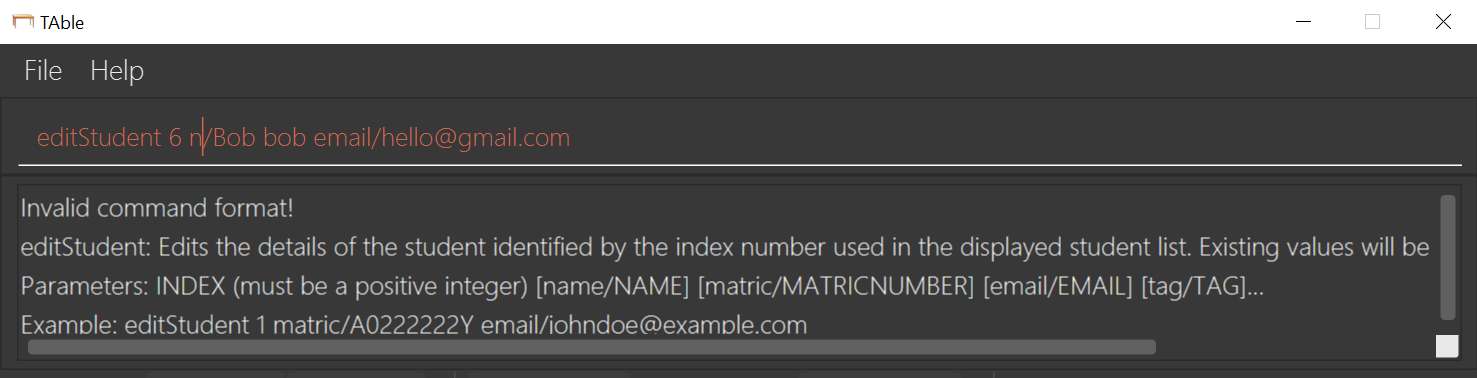 TAble
File Help
editStudent 6 n/Bob bob email/hello@gmail.com
Invalid command format!
editStudent: Edits the details of the student identified by the index number used in the displayed student list. Existing values will be
Parameters: INDEX (must be a positive integer) [name/NAME] [matric/MATRICNUMBER] [email/EMAIL] [tag/TAG]...
Example: editStudent 1 matric/A0222222Y email/johndoe@example.com